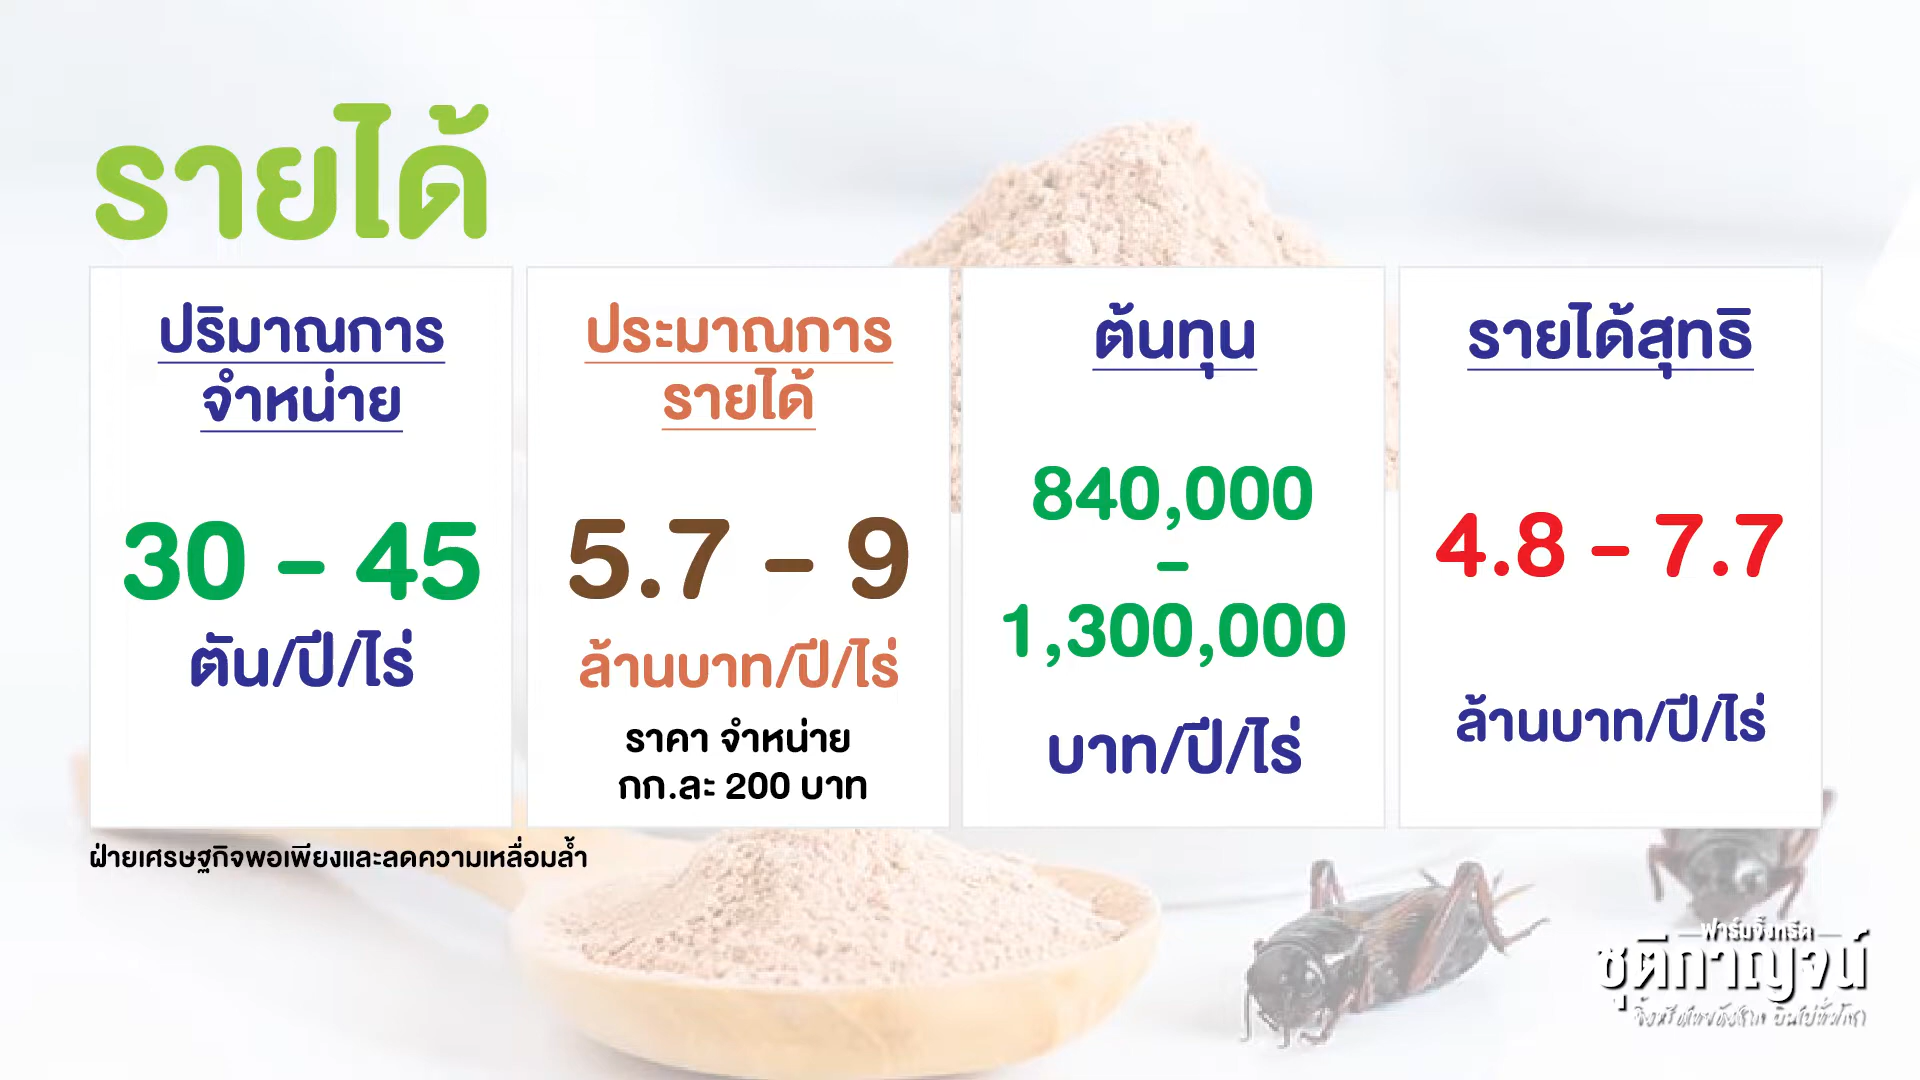 รายได้
ปริมาณการ
จำหน่าย
30 - 45
ตัน/ปี/ไร่
ประมาณการ
รายได้
5.7 - 9
ล้านบาท/ปี/ไร่
ราคา จำหน่าย
กก.ละ 200 บาท
ต้นทุน
840,000
-
1,300,000
บาท/ปี/ไร่
รายได้สุทธิ
4.8 - 7.7
ล้านบาท/ปี/ไร่
ฝ่ายเศรษฐกิจพอเพียงและลดความเหลื่อมล้ำ
ฟาร์มจิ้งหรีด
ชุติกาญจน์